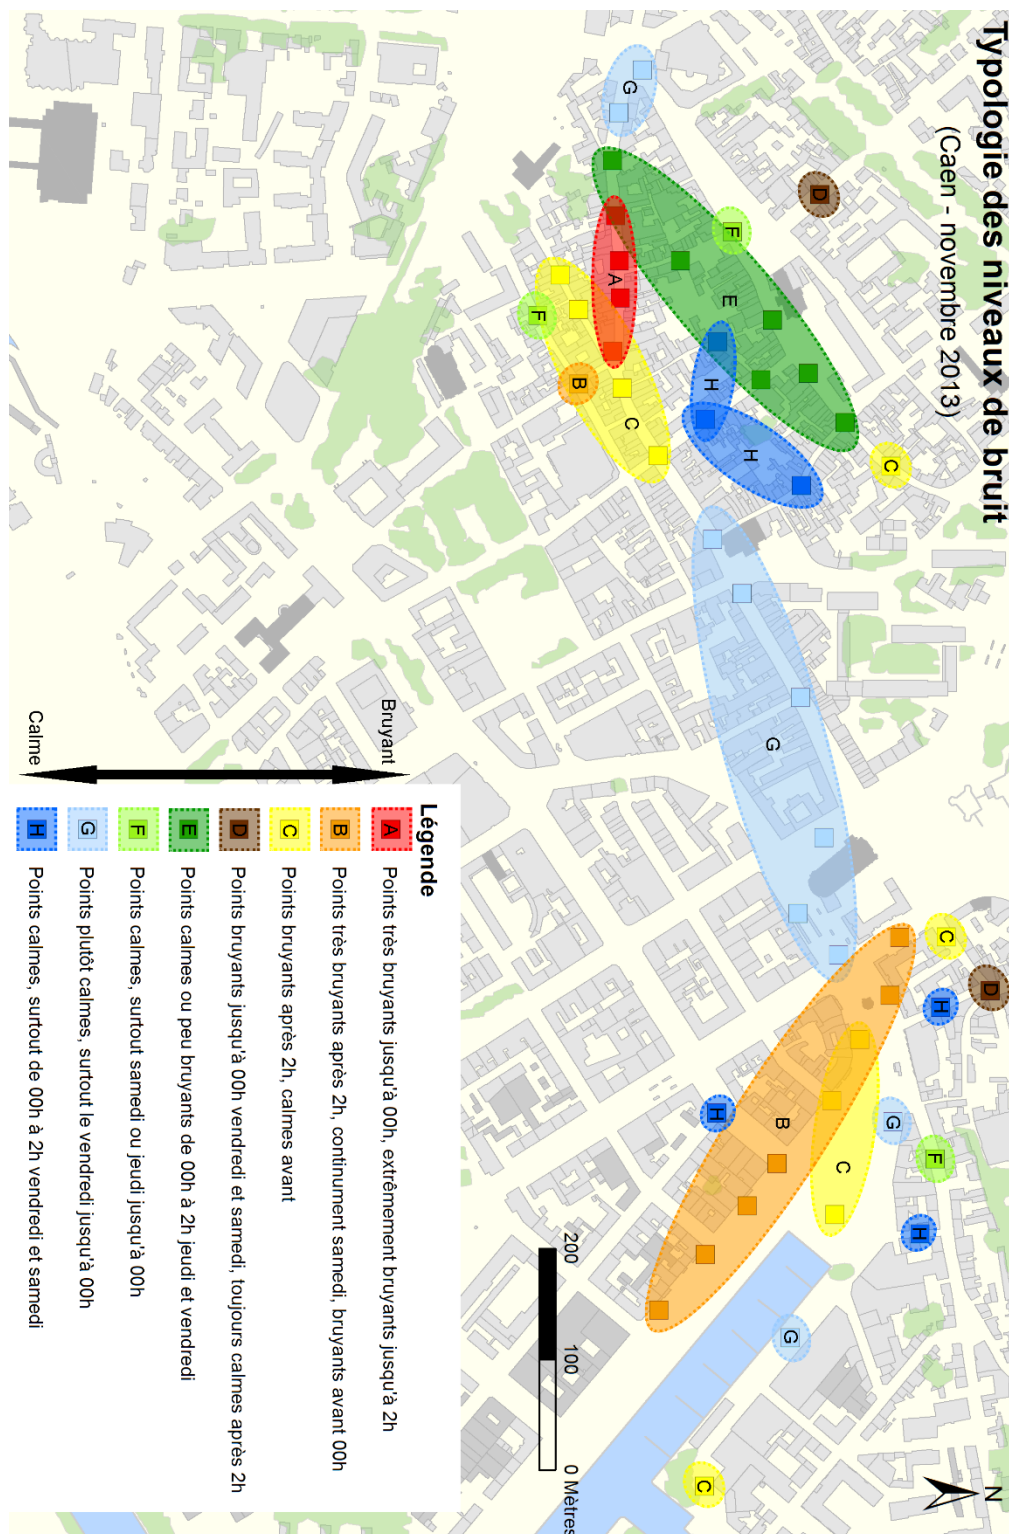 Typologie des niveaux de bruit
(Caen - novembre 2013)
N
G
D
F
E
A
F
H
B
C
H
C
G
C
D
H
G
F
H
B
C
H
G
C
200 100 0 Mètres
Bruyant
Calme
Légende
A Points très bruyants jusqu'à 00h, extrêmement bruyants jusqu'à 2h
B Points très bruyants après 2h, continument samedi, bruyants avant 00h
C Points bruyants après 2h, calmes avant
D Points bruyants jusqu'à 00h vendredi et samedi, toujours calmes après 2h
E Points calmes ou peu bruyants de 00h à 2h jeudi et vendredi
F Points calmes, surtout samedi ou jeudi jusqu'à 00h
G Points plutôt calmes, surtout le vendredi jusqu'à 00h
H Points calmes, surtout de 00h à 2h vendredi et samedi